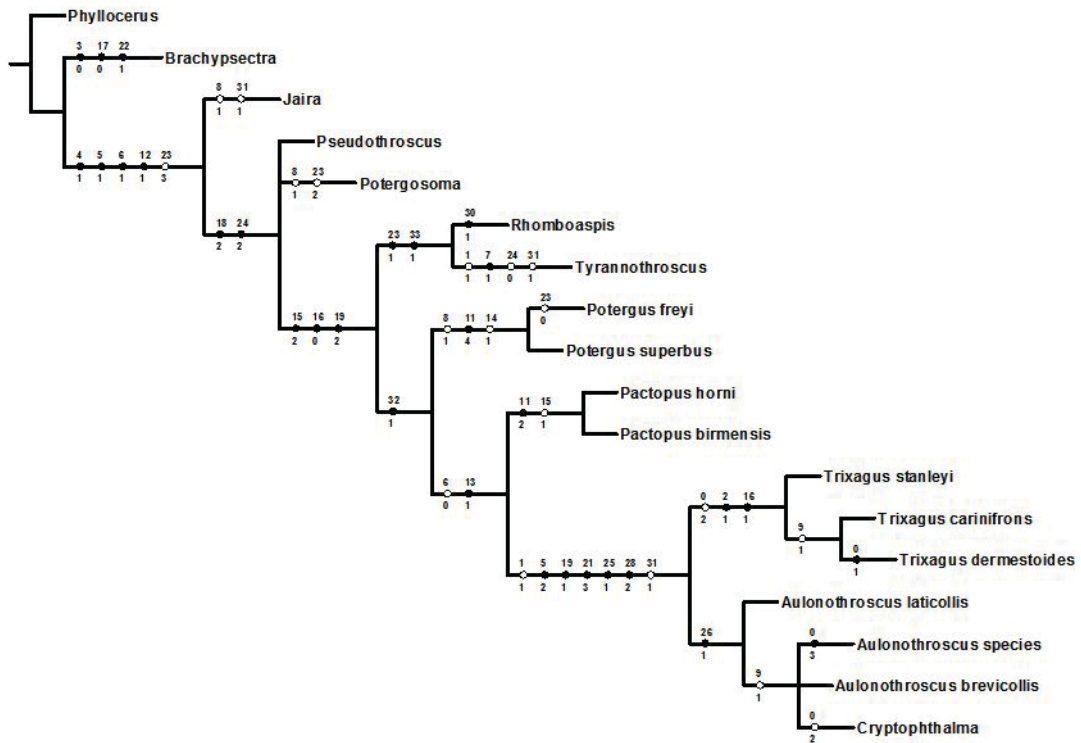 Phyllocerus
3 17 22
Brachypsectra
0 0 1
8 31
Jaira
1 1
Pseudothroscus
4 5 6 12 23
1 1 1 1 3
8 23
Potergosoma
1 2
30
Rhomboaspis
1
18 24
2 2
23 33
1 1
1 7 24 31
Tyrannothroscus
1 1 0 1
23
Potergus freyi
0
15 16 19
2 0 2
8 11 14
1 4 1
Potergus superbus
Pactopus horni
32
1
11 15
2 1
Pactopus birmensis
Trixagus stanleyi
6 13
0 1
0 2 16
2 1 1
Trixagus carinifrons
9
1
0
Trixagus dermestoides
1
1 5 19 21 25 28 31
1 2 1 3 1 2 1
Aulonothroscus laticollis
26
1
0
Aulonothroscus species
3
9
1
Aulonothroscus brevicollis
0
Cryptophthalma
2